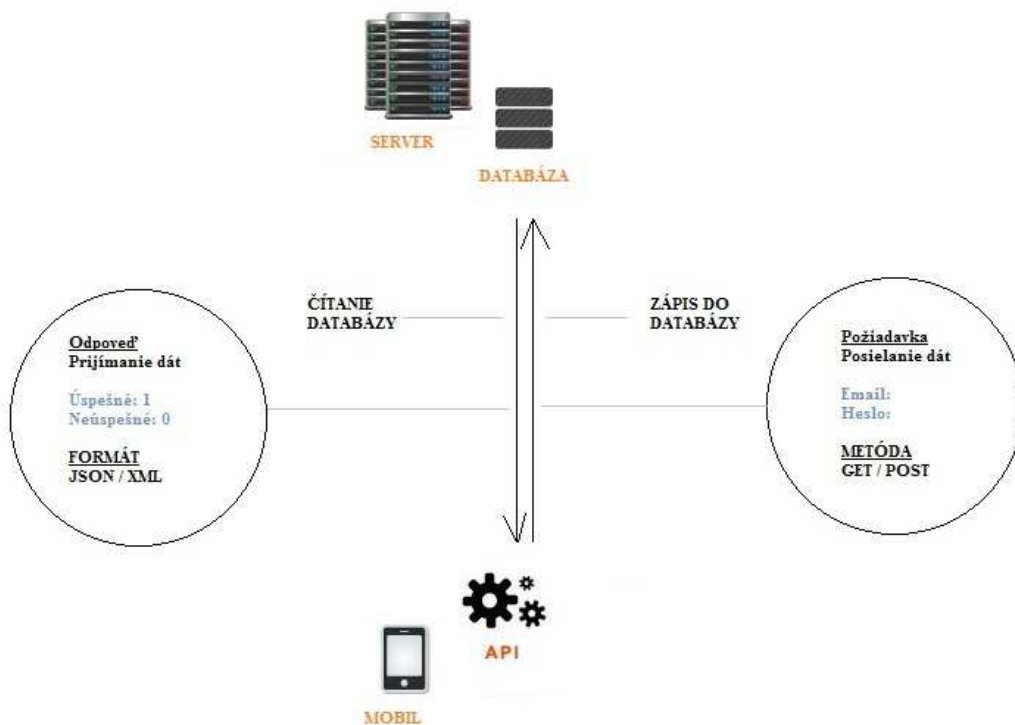 SERVER
DATABÁZA
ČÍTANIE
DATABÁZY
ZÁPIS DO
DATABÁZY
Odpoveď
Prijímanie dát
Úspešné: 1
Neúspešné: 0
FORMÁT
JSON / XML
Požiadavka
Posielanie dát
Email:
Heslo:
METÓDA
GET / POST
API
MOBIL